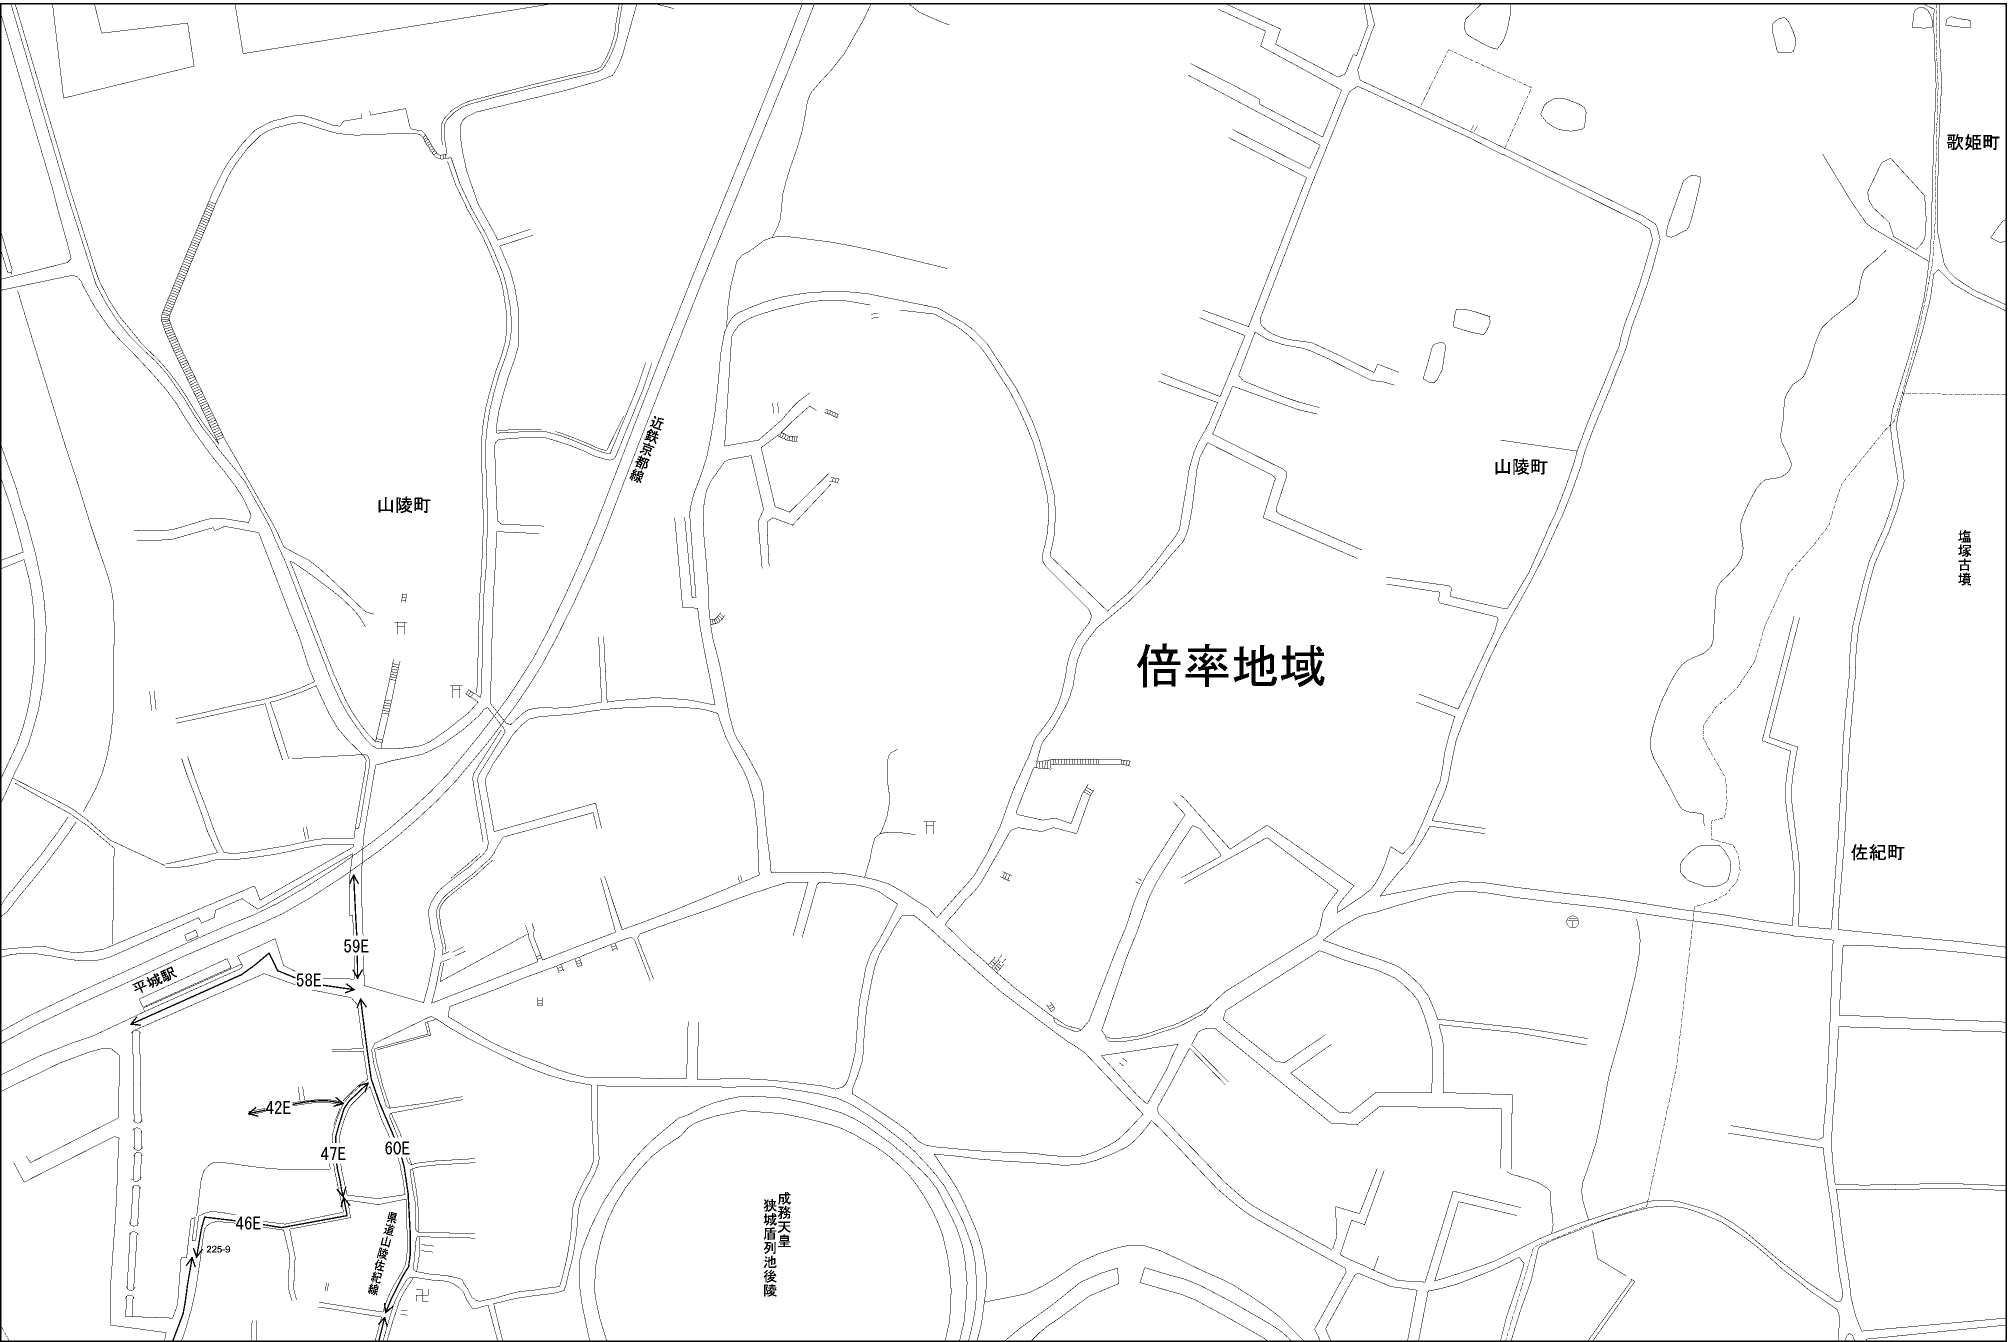 歌姫町
近鉄京都線
山陵町
山陵町
塩塚古墳
倍率地域
佐紀町
59E
平城駅
58E
42E
47E
60E
46E
225-9
県道山陵佐紀線
成務天皇
狭城盾列池後陵